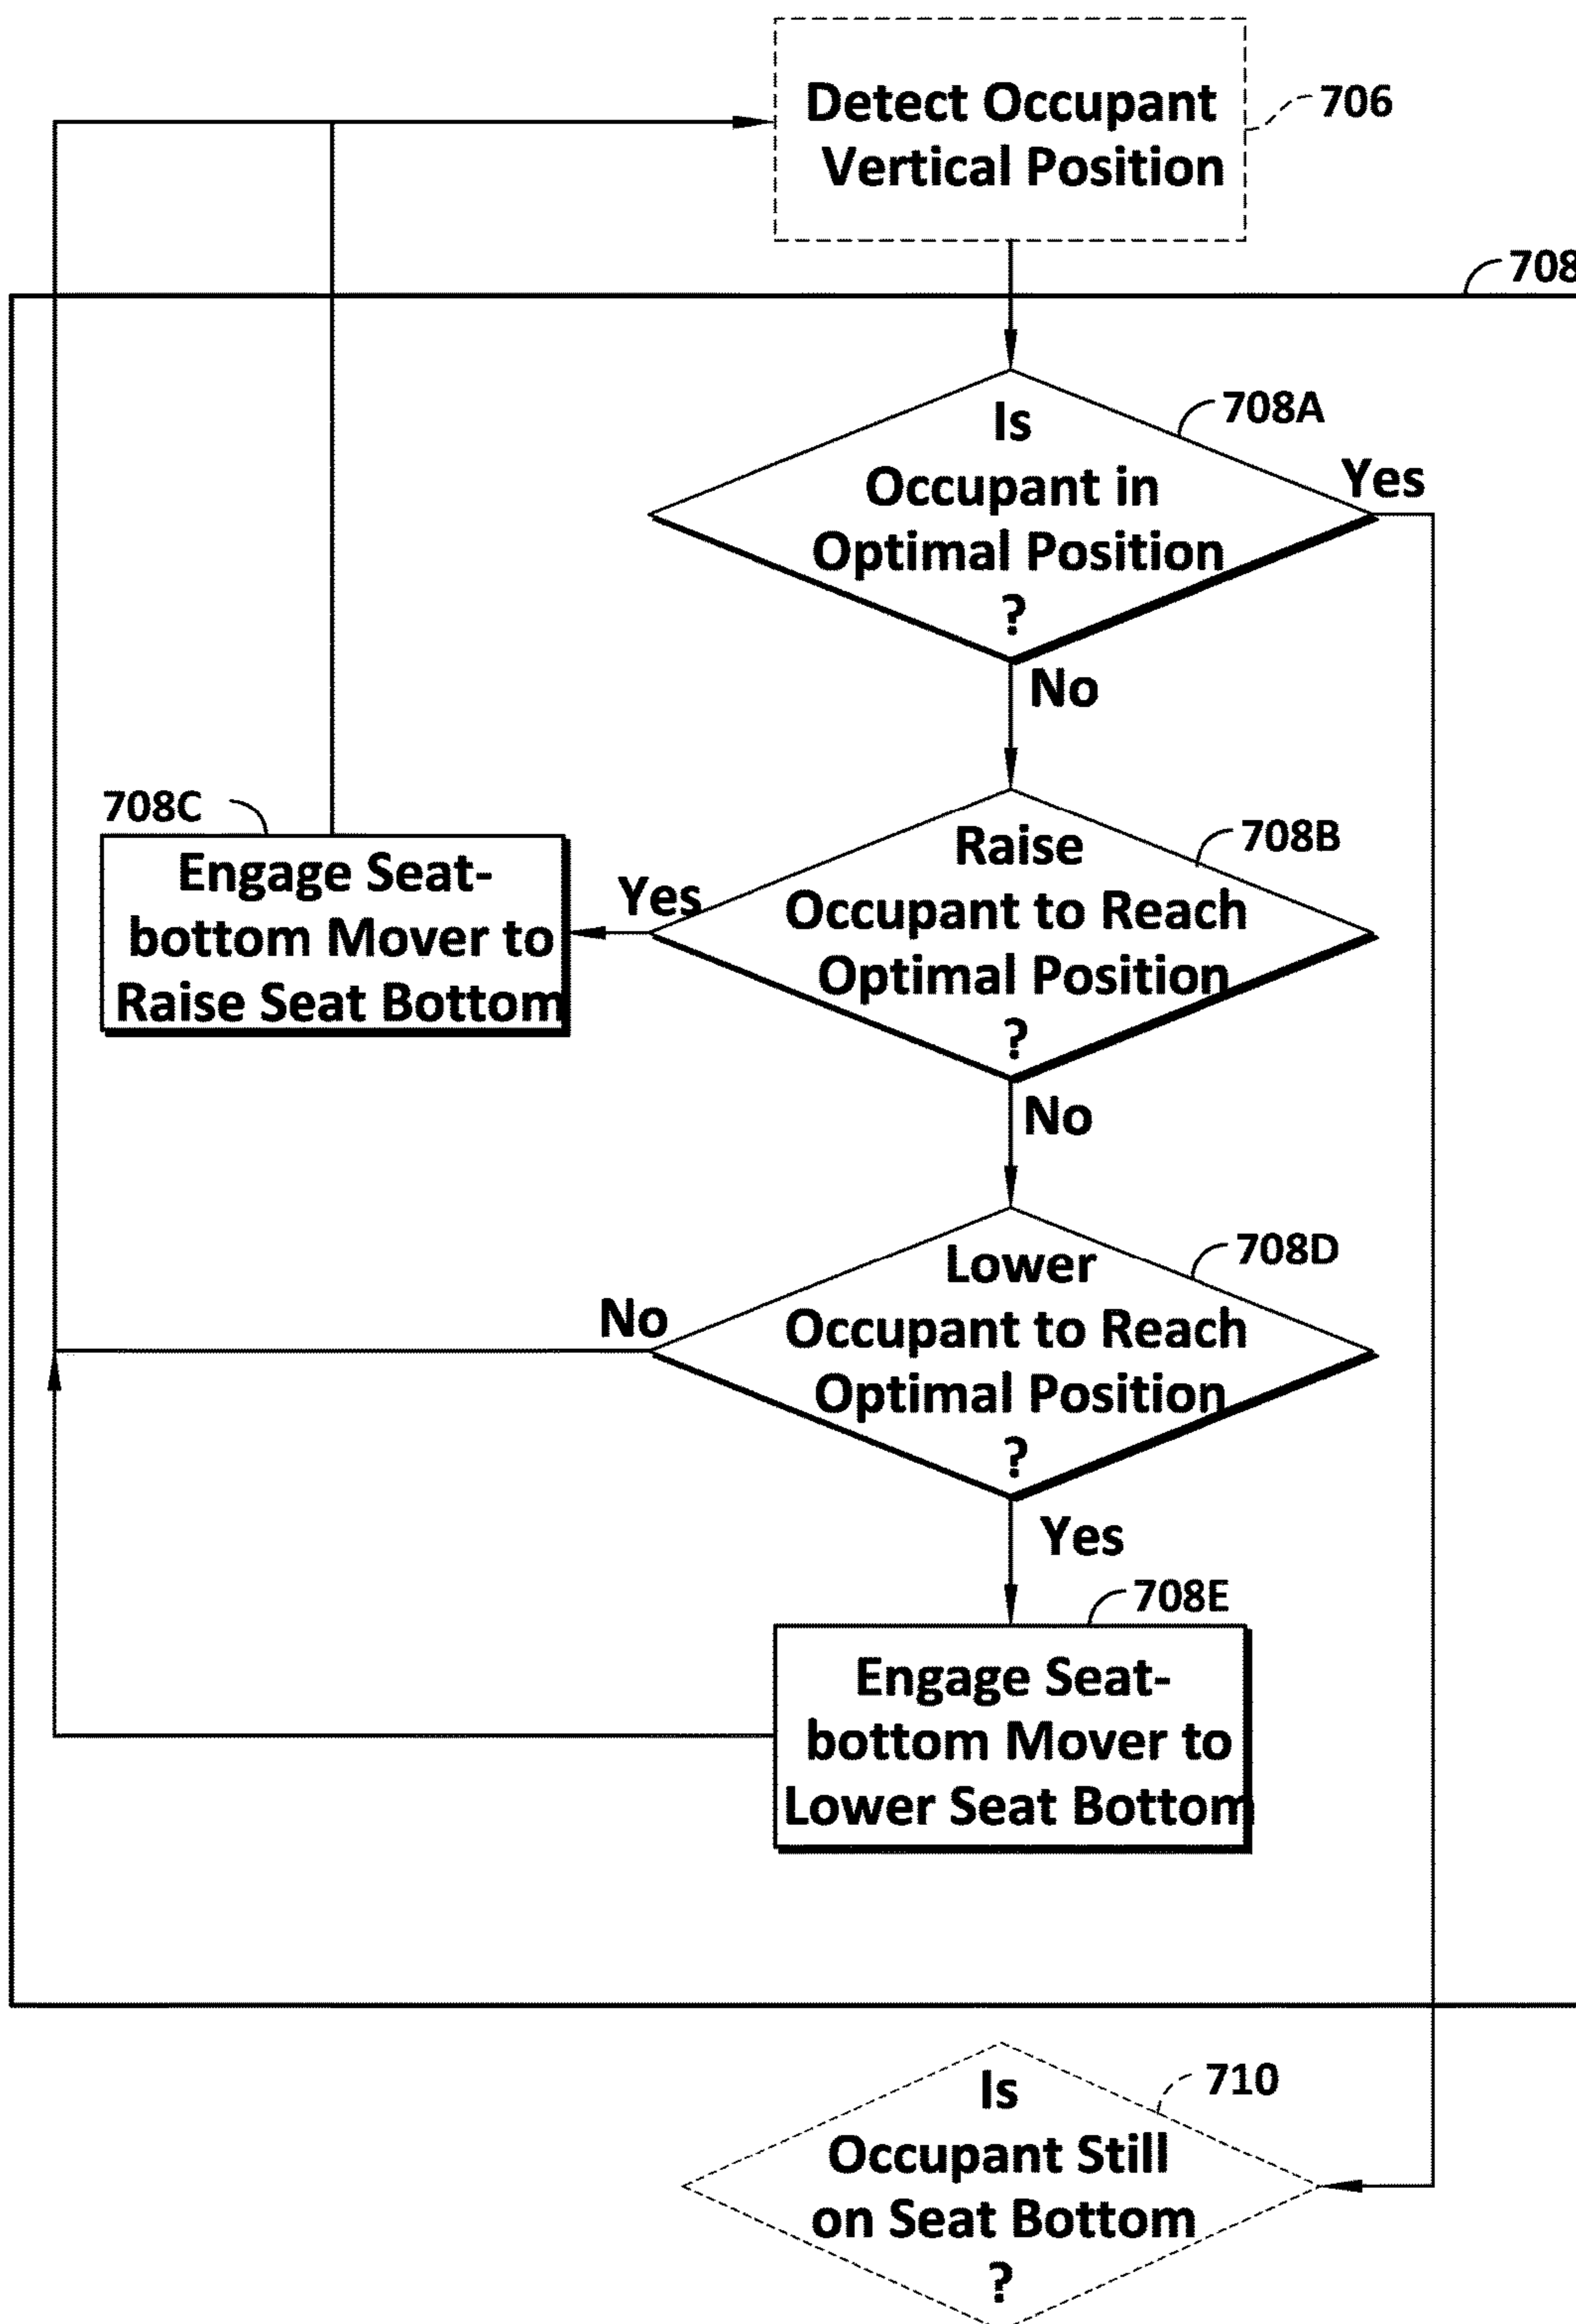 Detect Occupant
Vertical Position
706
708
Is
Occupant in
Optimal Position
?
708A
Yes
No
708C
Engage Seat-
bottom Mover to
Raise Seat Bottom
Yes
Raise
Occupant to Reach
Optimal Position
?
708B
No
Lower
Occupant to Reach
Optimal Position
?
708D
No
Yes
708E
Engage Seat-
bottom Mover to
Lower Seat Bottom
Is
Occupant Still
on Seat Bottom
?
710